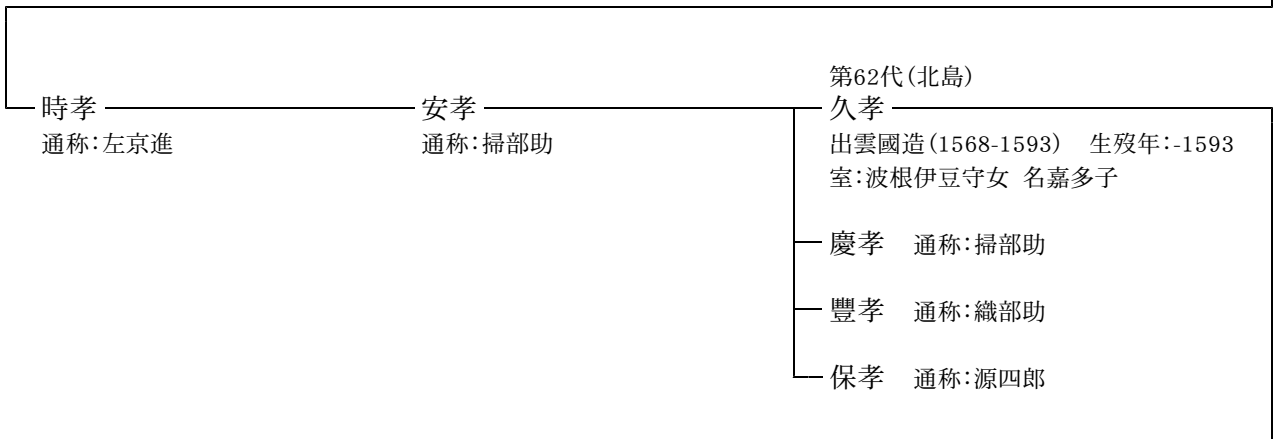 第62代(北島)
時孝
安孝
久孝
通称:左京進
通称:掃部助
出雲國造(1568-1593) 生歿年:-1593
室:波根伊豆守女 名嘉多子
慶孝 通称:掃部助
豐孝 通称:織部助
保孝 通称:源四郎